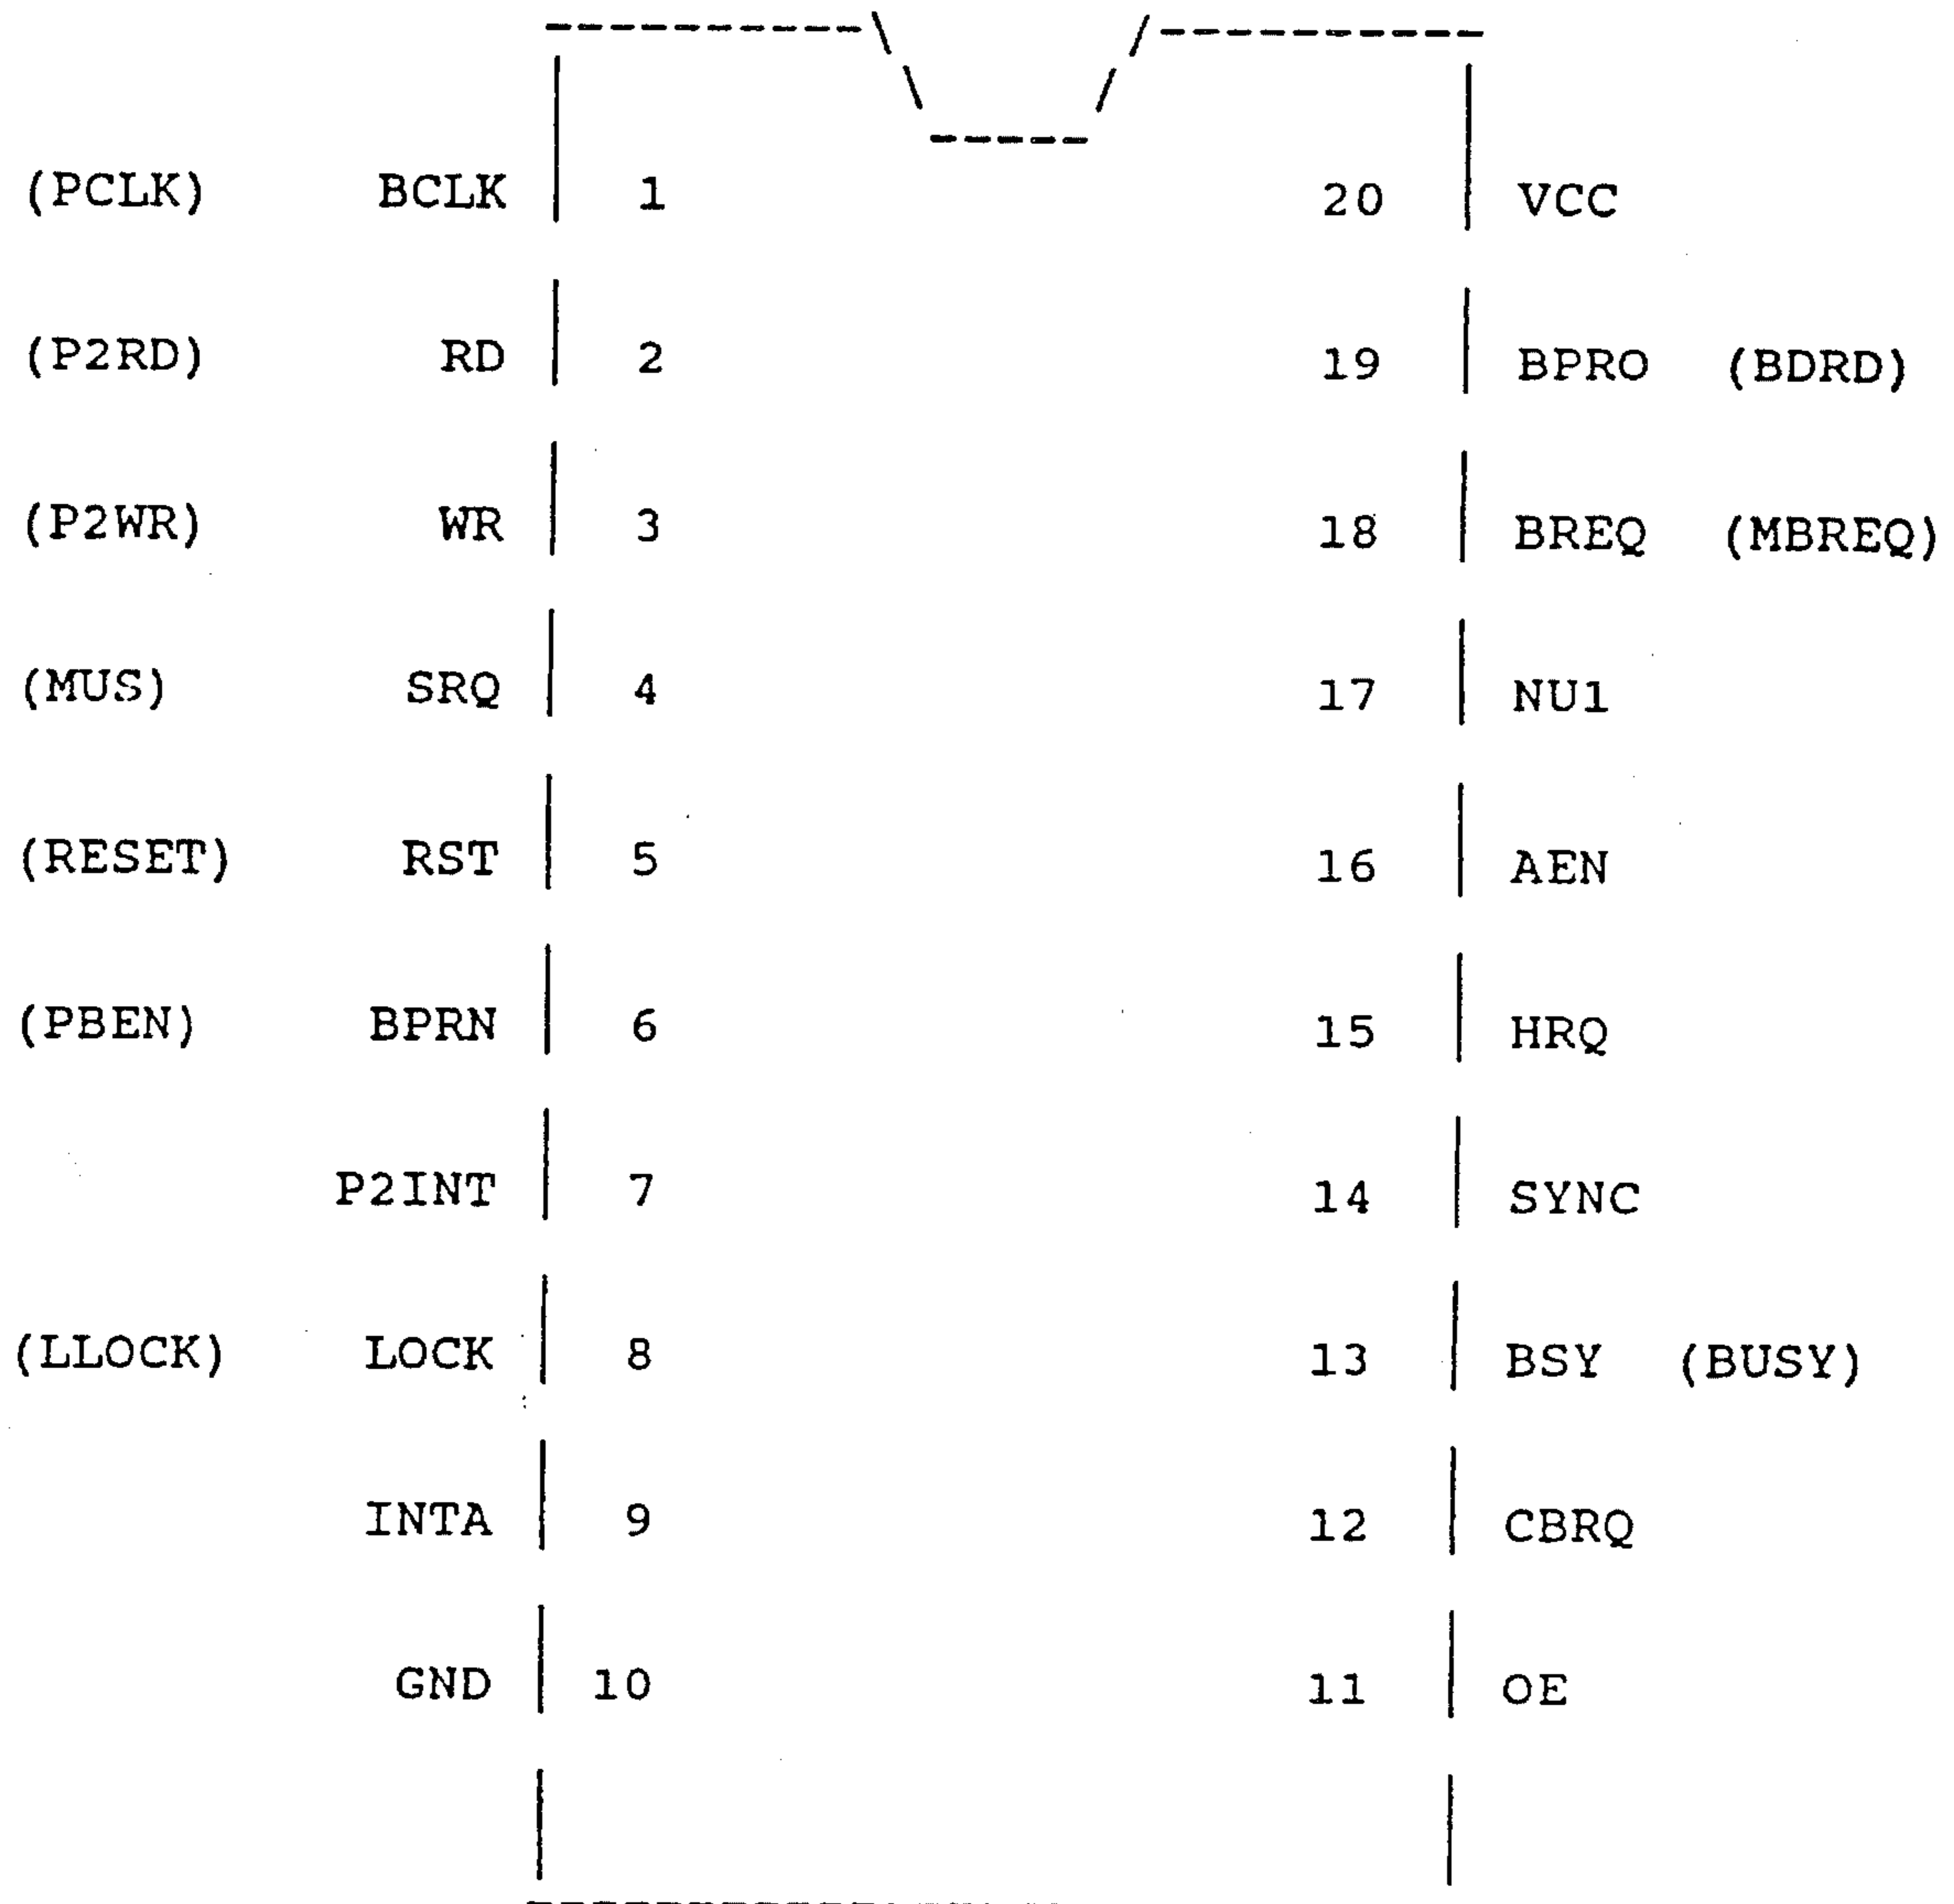 (PCLK) BCLK 1 20 VCC
(P2RD) RD 2 19 BPRO (BDRD)
(P2WR) WR 3 18 BREQ (MBREQ)
(MUS) SRQ 4 17 NU1
(RESET) RST 5 16 AEN
(PBEN) BPRN 6 15 HRQ
P2INT 7 14 SYNC
(LLOCK) LOCK 8 13 BSY (BUSY)
INTA 9 12 CBRQ
GND 10 11 OE